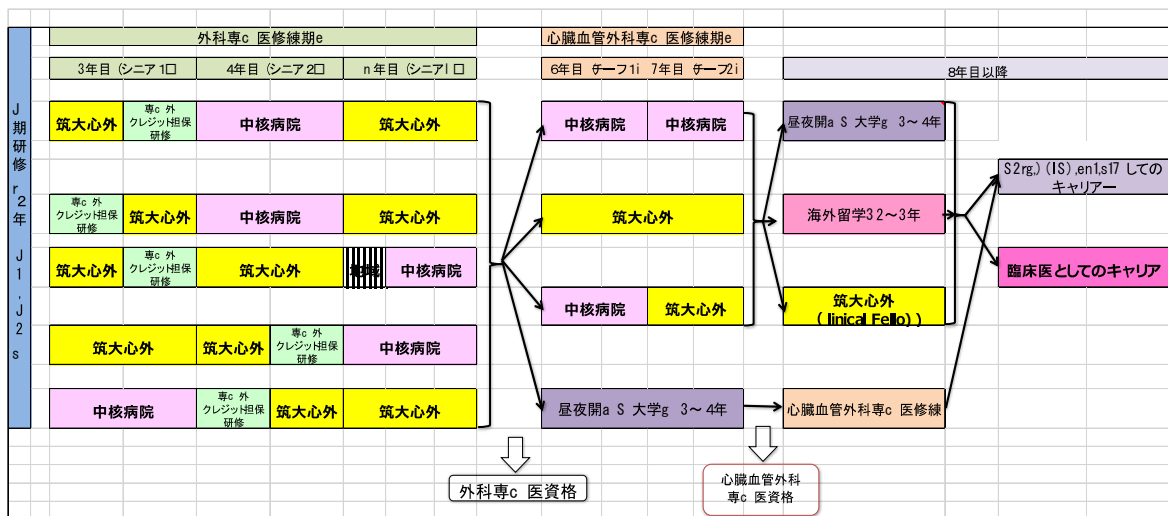 外科専c 医修練期e
心臓血管外科専c 医修練期e
3年目 (シニア1□
4年目 (シニア2□
n年目 (シニアl □
6年目 チーフ1i
7年目 チーフ2i
8年目以降
J期研修r2年 J1,J2s
筑大心外
専c 外
クレジット担保
研修
中核病院
筑大心外
中核病院
中核病院
昼夜開a S 大学g 3~4年
S2rg,) (IS) ,en1,s17 しての
キャリアー
専c 外
クレジット担保
研修
筑大心外
中核病院
筑大心外
筑大心外
海外留学32~3年
筑大心外
専c 外
クレジット担保
研修
筑大心外
地域
中核病院
臨床医としてのキャリア
中核病院
筑大心外
筑大心外
( linical Fello) )
筑大心外
筑大心外
専c 外
クレジット担保
研修
中核病院
中核病院
専c 外
クレジット担保
研修
筑大心外
筑大心外
昼夜開a S 大学g 3~4年
心臓血管外科専c 医修練
外科専c 医資格
心臓血管外科
専c 医資格